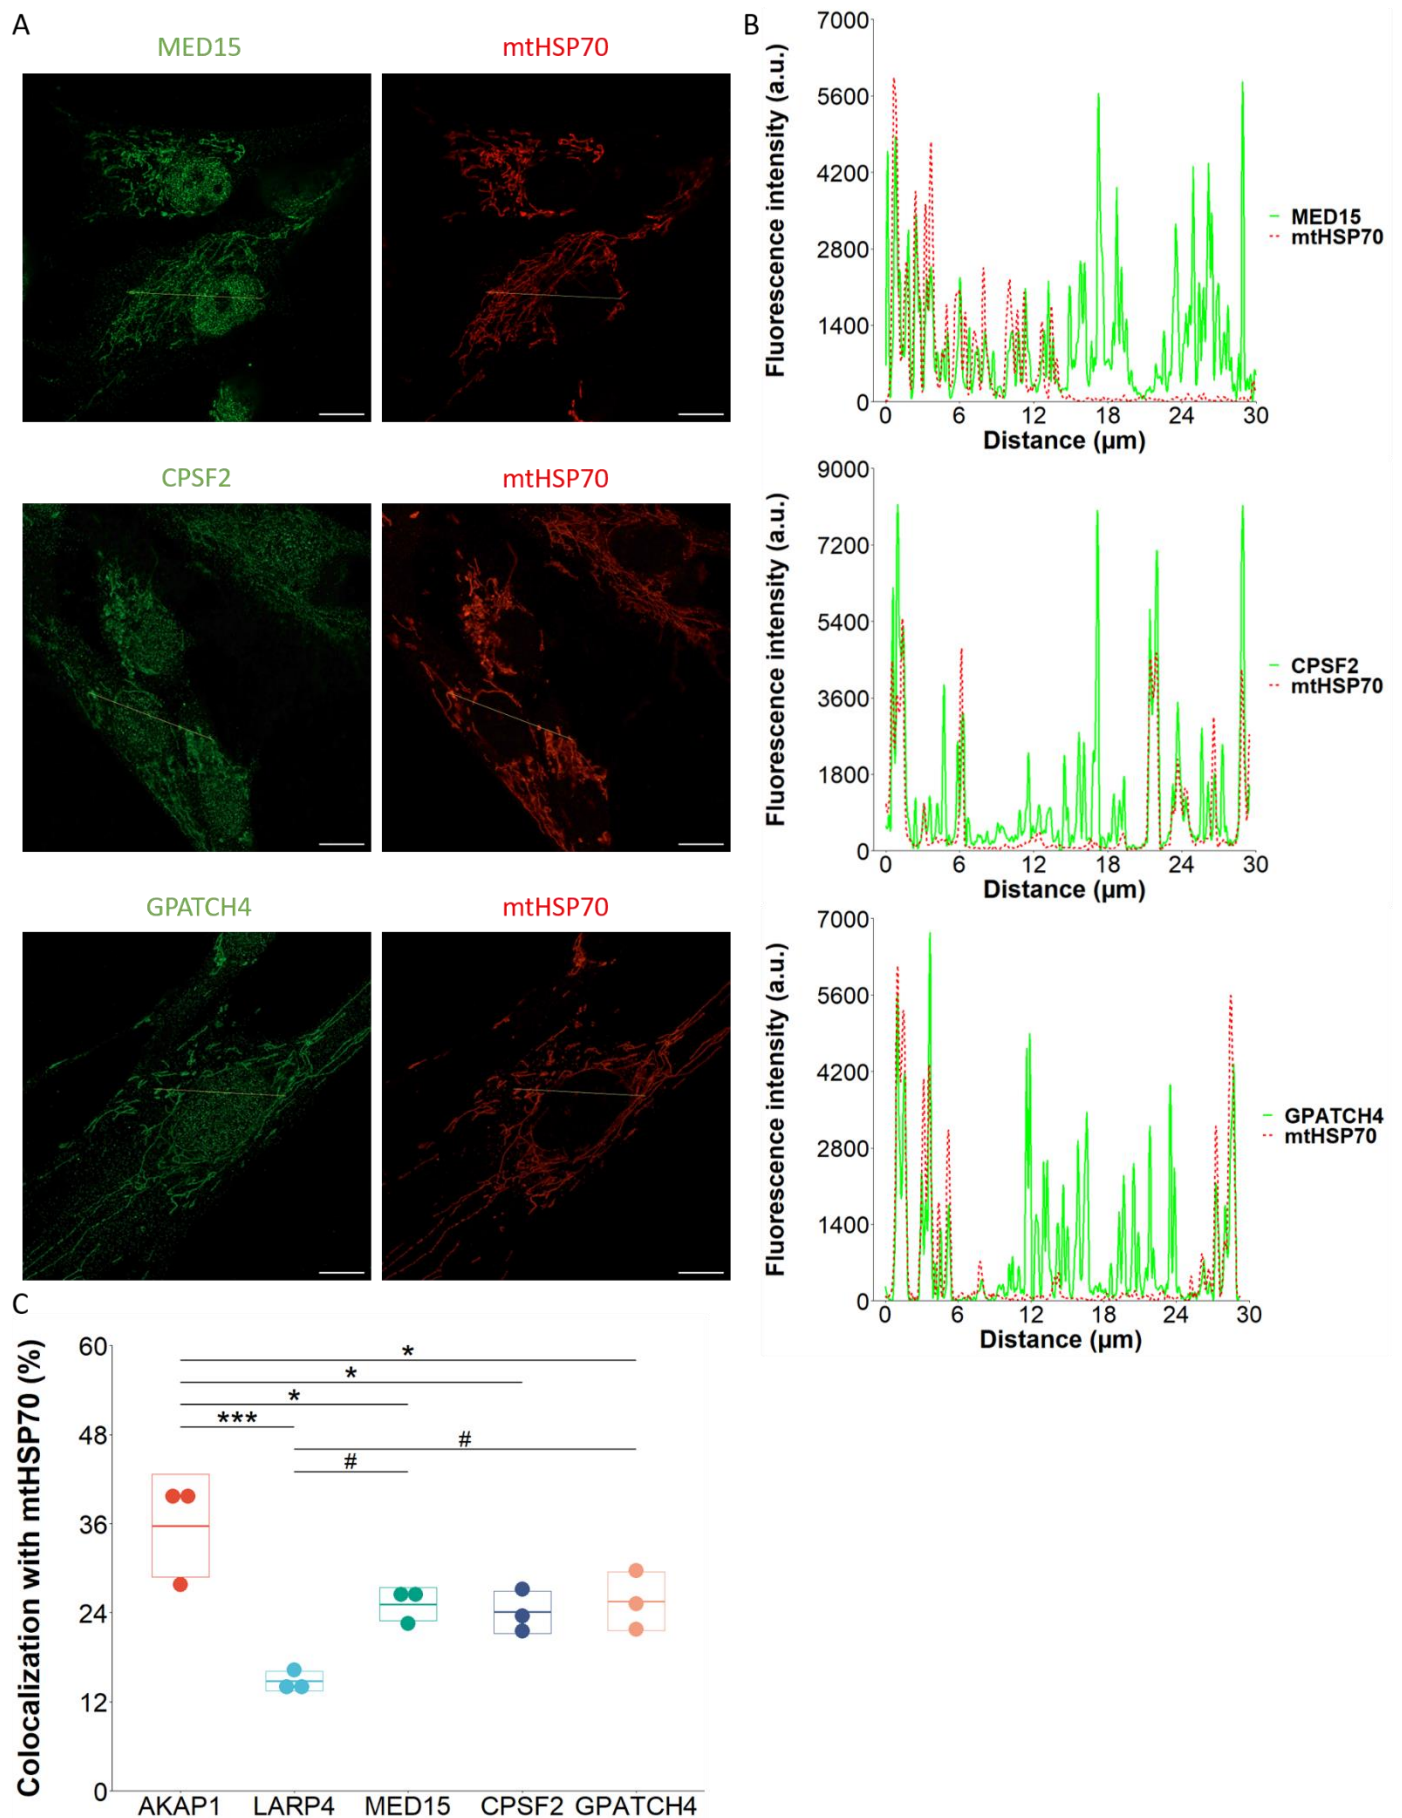 A
MED15 mtHSP70
CPSF2 mtHSP70
GPATCH4 mtHSP70
B
Fluorescence intensity (a.u.)
7000
5600
4200
2800
1400
0
0 6 12 18 24 30
Distance (µm)
MED15
mtHSP70
Fluorescence intensity (a.u.)
9000
7200
5400
3600
1800
0
0 6 12 18 24 30
Distance (µm)
CPSF2
mtHSP70
Fluorescence intensity (a.u.)
7000
5600
4200
2800
1400
0
0 6 12 18 24 30
Distance (µm)
GPATCH4
mtHSP70
C
Colocalization with mtHSP70 (%)
60
48
36
24
12
0
*
*
*
***
#
#
AKAP1 LARP4 MED15 CPSF2 GPATCH4